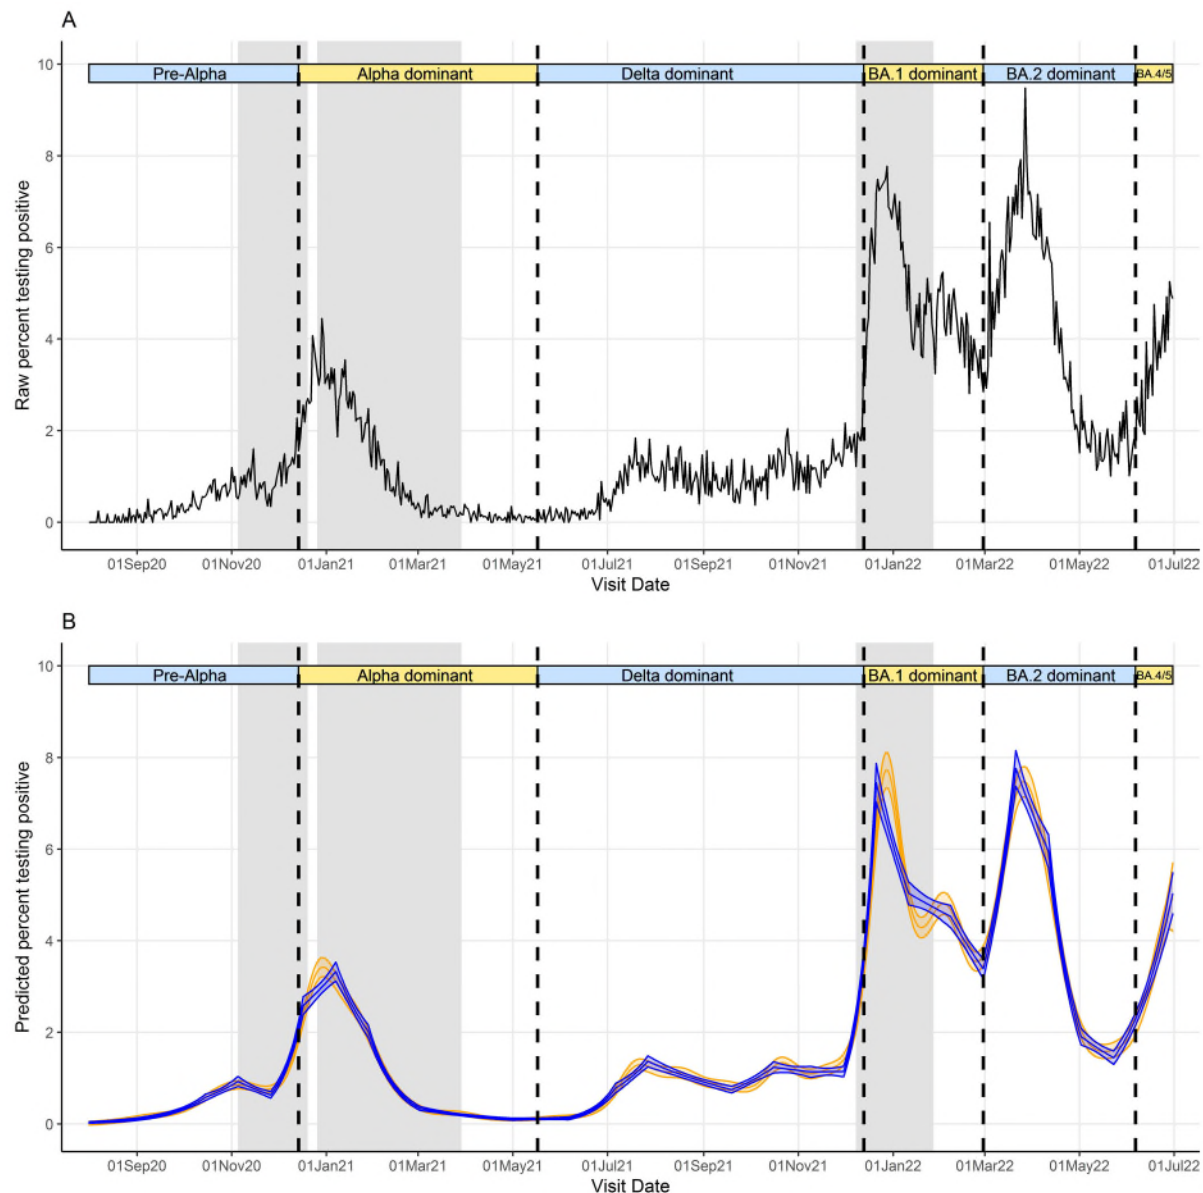 A
Raw percent testing positive
10
8
6
4
2
0
Pre-Alpha Alpha dominant Delta dominant BA.1 dominant BA.2 dominant BA.4/5
01Sep20 01Nov20 01Jan21 01Mar21 01May21 01Jul21 01Sep21 01Nov21 01Jan22 01Mar22 01May22 01Jul22
Visit Date
B
Predicted percent testing positive
10
8
6
4
2
0
Pre-Alpha Alpha dominant Delta dominant BA.1 dominant BA.2 dominant BA.4/5
01Sep20 01Nov20 01Jan21 01Mar21 01May21 01Jul21 01Sep21 01Nov21 01Jan22 01Mar22 01May22 01Jul22
Visit Date